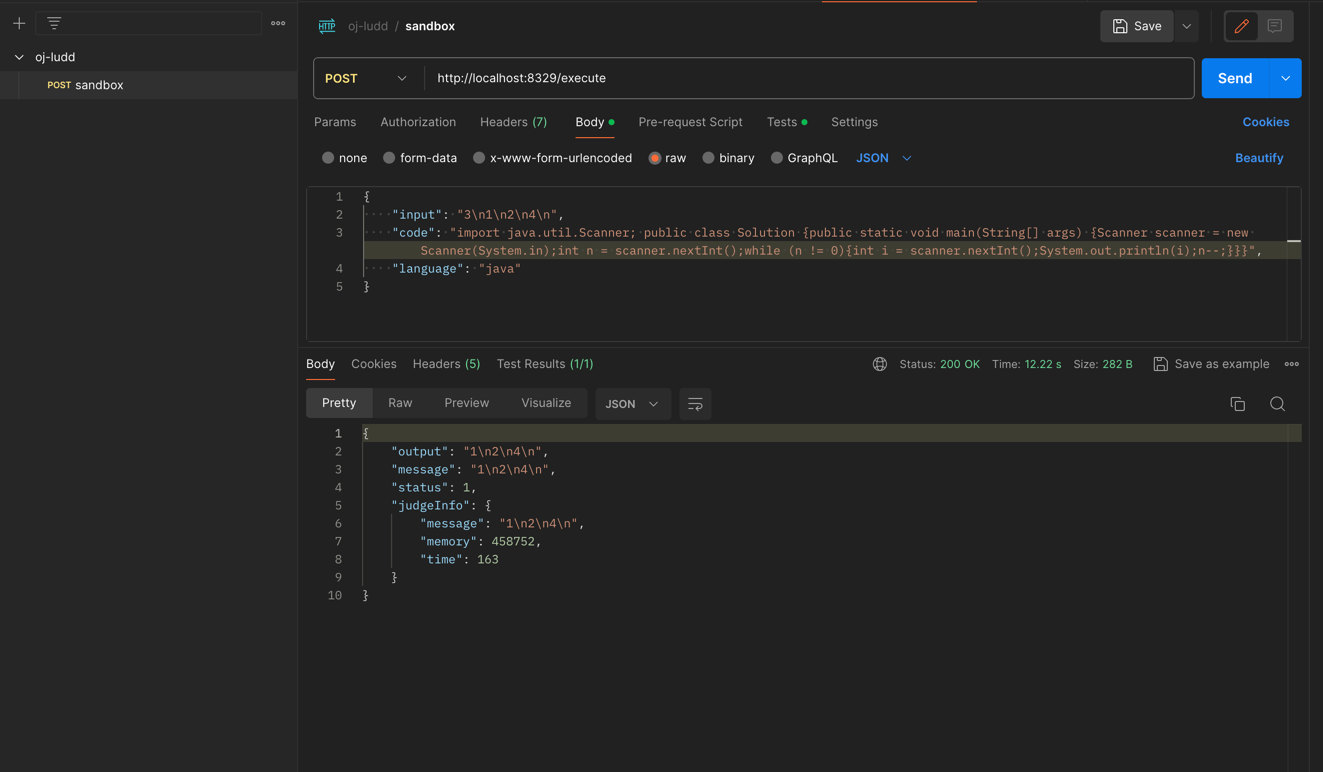 oj-ludd / sandbox
Save
oj-ludd
POST sandbox
POST http://localhost:8329/execute
Send
Params Authorization Headers (7) Body Pre-request Script Tests Settings Cookies
none form-data x-www-form-urlencoded raw binary GraphQL JSON Beautify
1 {
2 ····"input":·"3\n1\n2\n4\n",
3 ····"code":·"import·java.util.Scanner;·public·class·Solution·{public·static·void·main(String[]·args)·{Scanner·scanner·=·new·
Scanner(System.in);int·n·=·scanner.nextInt();while·(n·!=·0){int·i·=·scanner.nextInt();System.out.println(i);n--;}}}",
4 ····"language":·"java"
5 }
Body Cookies Headers (5) Test Results (1/1) Status: 200 OK Time: 12.22 s Size: 282 B Save as example
Pretty Raw Preview Visualize JSON
1 {
2 "output": "1\n2\n4\n",
3 "message": "1\n2\n4\n",
4 "status": 1,
5 "judgeInfo": {
6 "message": "1\n2\n4\n",
7 "memory": 458752,
8 "time": 163
9 }
10 }